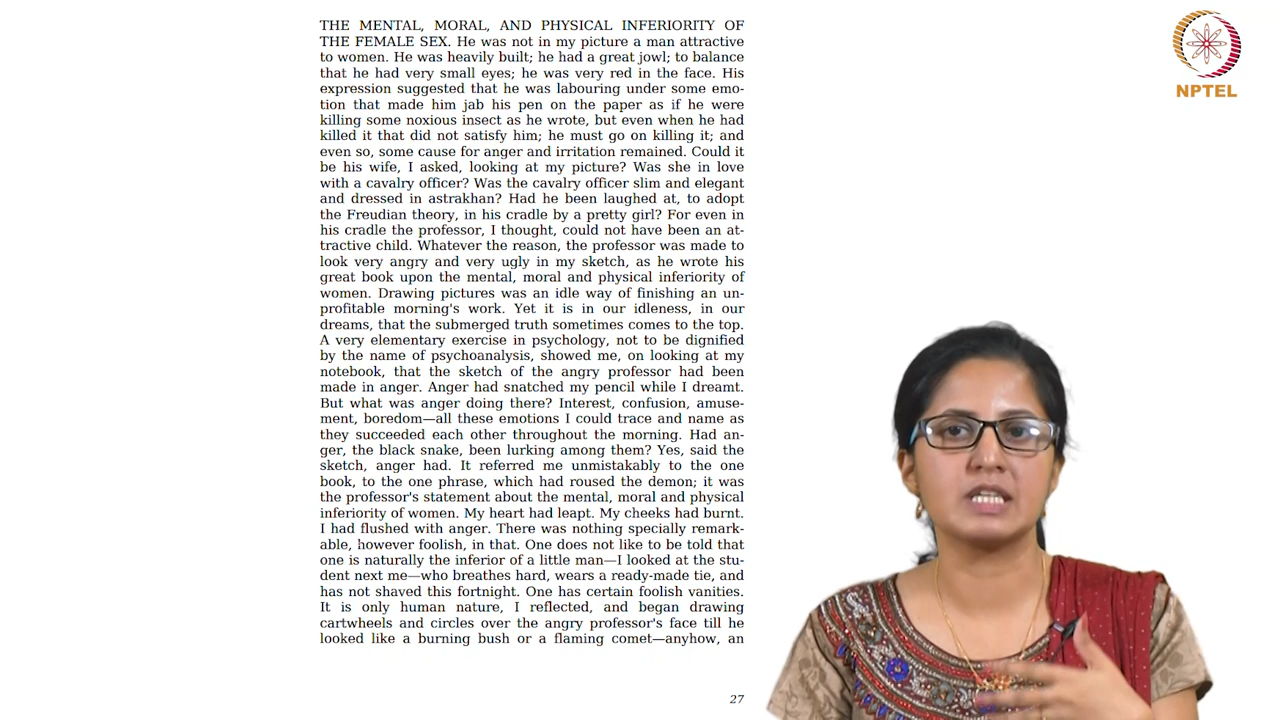 THE MENTAL, MORAL, AND PHYSICAL INFERIORITY OF
THE FEMALE SEX. He was not in my picture a man attractive
to women. He was heavily built; he had a great jowl; to balance
that he had very small eyes; he was very red in the face. His
expression suggested that he was labouring under some emo-
tion that made him jab his pen on the paper as if he were
killing some noxious insect as he wrote, but even when he had
killed it that did not satisfy him; he must go on killing it; and
even so, some cause for anger and irritation remained. Could it
be his wife, I asked, looking at my picture? Was she in love
with a cavalry officer? Was the cavalry officer slim and elegant
and dressed in astrakhan? Had he been laughed at, to adopt
the Freudian theory, in his cradle by a pretty girl? For even in
his cradle the professor, I thought, could not have been an at-
tractive child. Whatever the reason, the professor was made to
look very angry and very ugly in my sketch, as he wrote his
great book upon the mental, moral and physical inferiority of
women. Drawing pictures was an idle way of finishing an un-
profitable morning's work. Yet it is in our idleness, in our
dreams, that the submerged truth sometimes comes to the top.
A very elementary exercise in psychology, not to be dignified
by the name of psychoanalysis, showed me, on looking at my
notebook, that the sketch of the angry professor had been
made in anger. Anger had snatched my pencil while I dreamt.
But what was anger doing there? Interest, confusion, amuse-
ment, boredom—all these emotions I could trace and name as
they succeeded each other throughout the morning. Had an-
ger, the black snake, been lurking among them? Yes, said the
sketch, anger had. It referred me unmistakably to the one
book, to the one phrase, which had roused the demon; it was
the professor's statement about the mental, moral and physical
inferiority of women. My heart had leapt. My cheeks had burnt.
I had flushed with anger. There was nothing specially remark-
able, however foolish, in that. One does not like to be told that
one is naturally the inferior of a little man—I looked at the stu-
dent next me—who breathes hard, wears a ready-made tie, and
has not shaved this fortnight. One has certain foolish vanities.
It is only human nature, I reflected, and began drawing
cartwheels and circles over the angry professor's face till he
looked like a burning bush or a flaming comet—anyhow, an
27
NPTEL